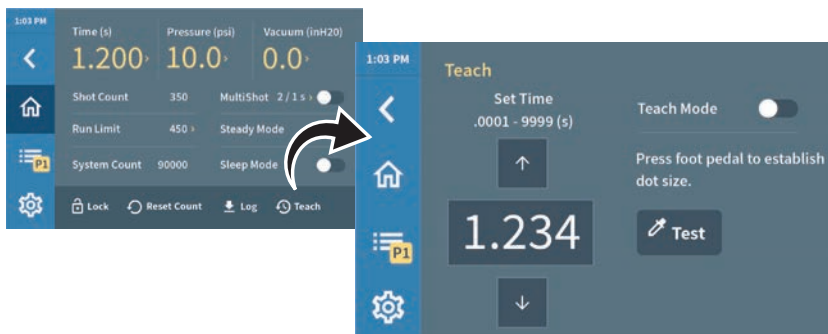 1:03 PM
Time (s) Pressure (psi) Vacuum (inH20)
1.200 10.0 0.0
Shot Count 350 MultiShot 2 / 1 s
Run Limit 450 Steady Mode
System Count 90000 Sleep Mode
P1
Lock Reset Count Log Teach
1:03 PM
Teach
Set Time
.0001 - 9999 (s)
1.234
Teach Mode
Press foot pedal to establish
dot size.
Test
P1